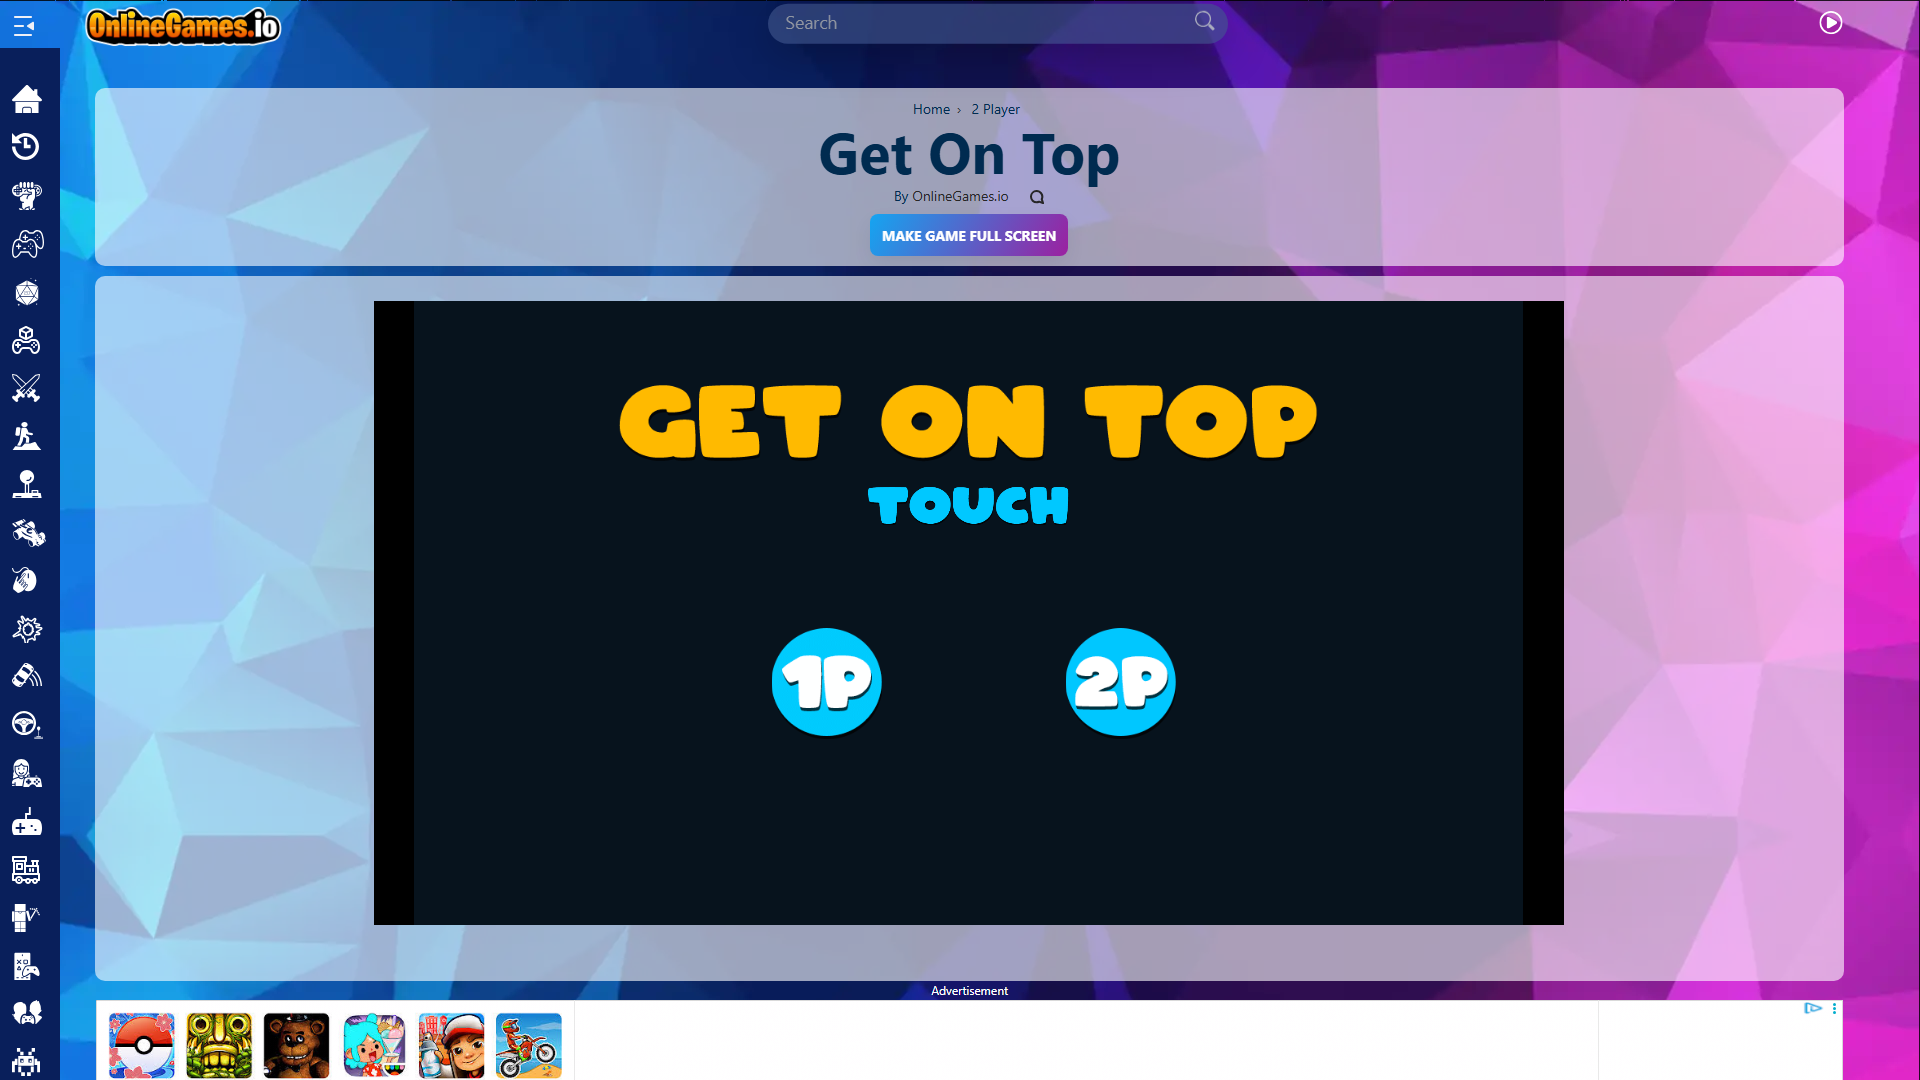 OnlineGames.io
Search
Home › 2 Player
Get On Top
By OnlineGames.io
MAKE GAME FULL SCREEN
GET ON TOP
TOUCH
1P
2P
Advertisement